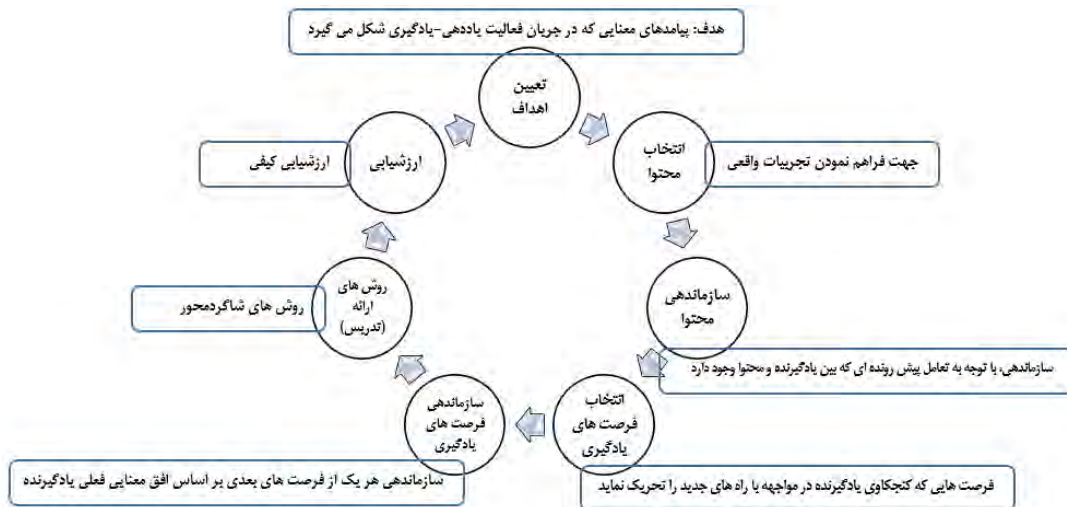 هدف: پیامدهای معنایی که در جریان فعالیت یاددهی-یادگیری شکل می گیرد
تعیین
اهداف
انتخاب
محتوا
جهت فراهم نمودن تجربیات واقعی
سازماندهی
محتوا
سازماندهی، با توجه به تعامل پیش رونده ای که بین یادگیرنده و محتوا وجود دارد
انتخاب
فرصت های
یادگیری
فرصت هایی که کنجکاوی یادگیرنده در مواجهه با راه های جدید را تحریک نماید
سازماندهی
فرصت های
یادگیری
سازماندهی هر یک از فرصت های بعدی بر اساس افق معنایی فعلی یادگیرنده
روش های
ارائه
(تدریس)
روش های شاگردمحور
ارزشیابی
ارزشیابی کیفی